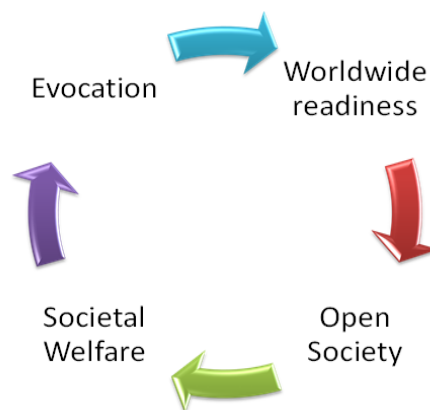 Evocation
Worldwide
readiness
Open
Society
Societal
Welfare